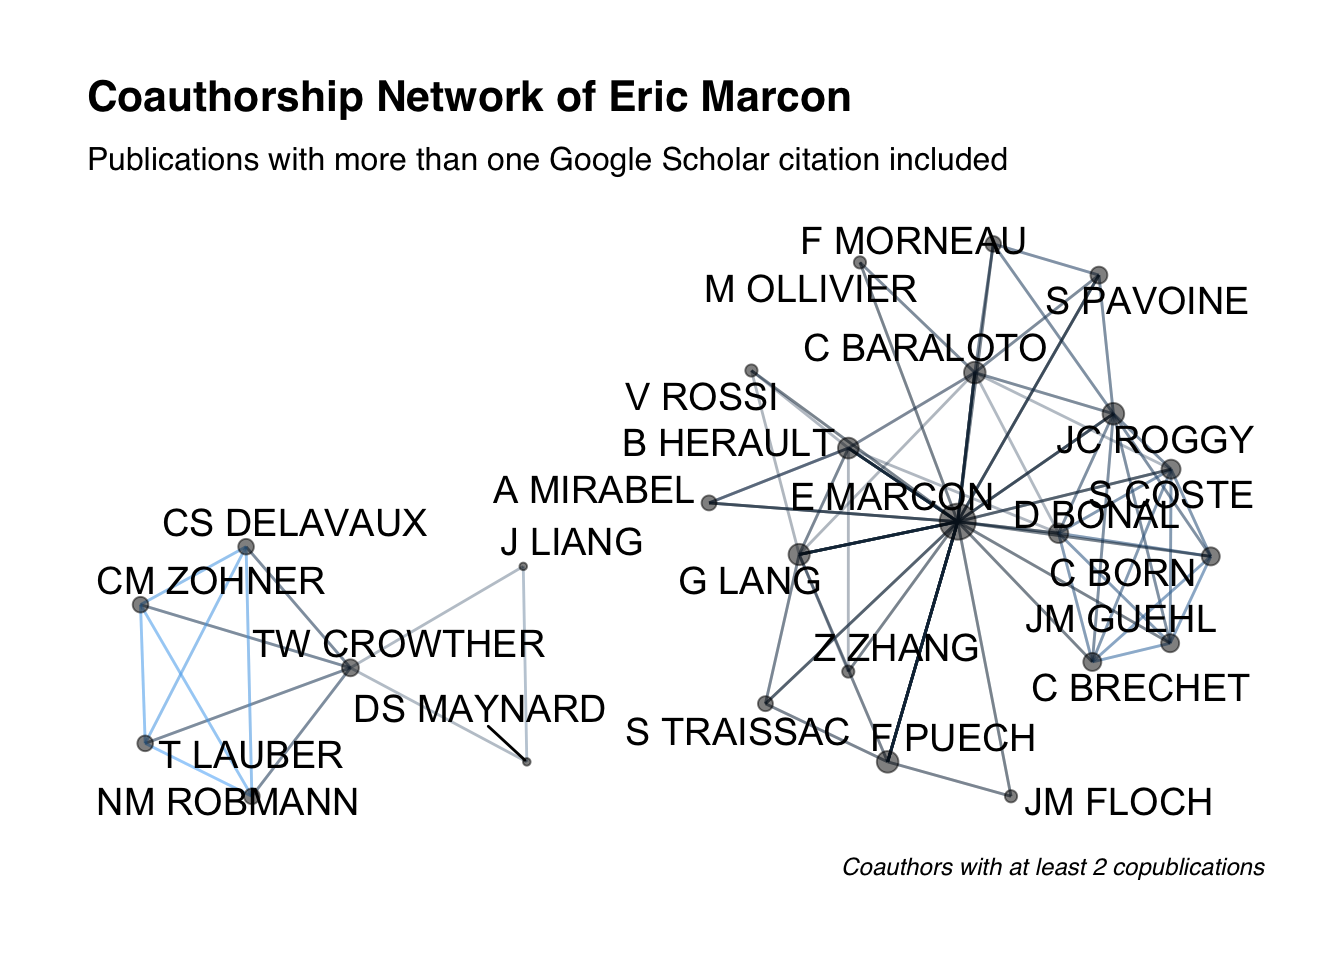 Coauthorship Network of Eric Marcon
Publications with more than one Google Scholar citation included
F MORNEAU
M OLLIVIER
S PAVOINE
C BARALOTO
V ROSSI
B HERAULT
JC ROGGY
A MIRABEL
E MARCON
S COSTE
D BONAL
CS DELAVAUX
J LIANG
CM ZOHNER
G LANG
C BORN
JM GUEHL
TW CROWTHER
Z ZHANG
C BRECHET
DS MAYNARD
S TRAISSAC
F PUECH
T LAUBER
NM ROBMANN
JM FLOCH
Coauthors with at least 2 copublications